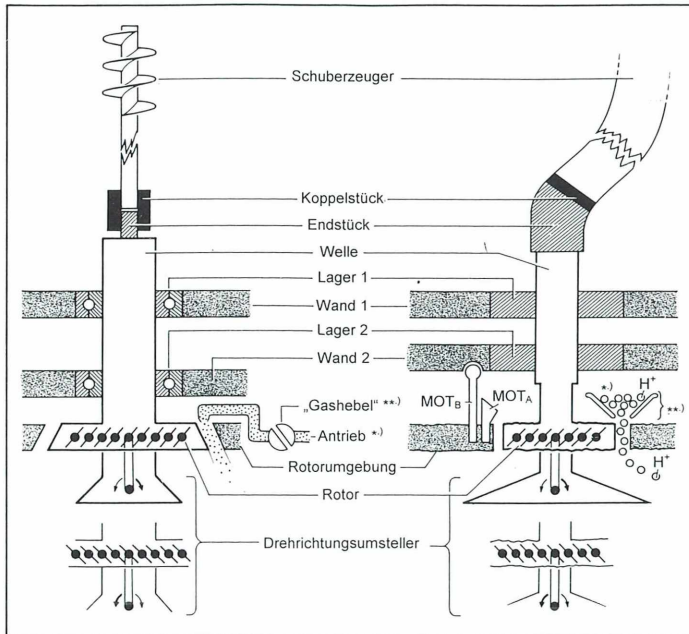 Schuberzeuger
Koppelstück
Endstück
Welle
Lager 1
Wand 1
Lager 2
Wand 2
„Gashebel“ **.)
Antrieb *.)
Rotorumgebung
Rotor
Drehrichtungsumsteller
MOT_B
MOT_A
*.)
H⁺
**.)
H⁺